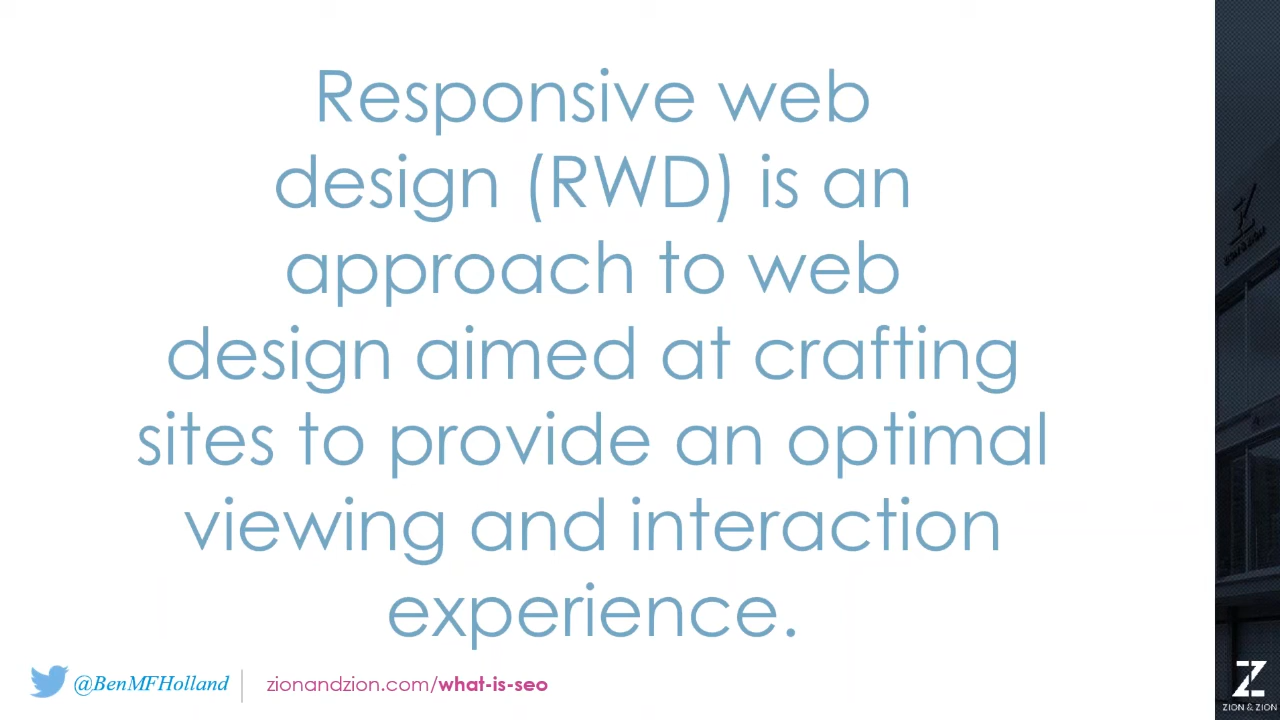 Responsive web
design (RWD) is an
approach to web
design aimed at crafting
sites to provide an optimal
viewing and interaction
experience.
@BenMFHolland
zionandzion.com/what-is-seo
ZION & ZION